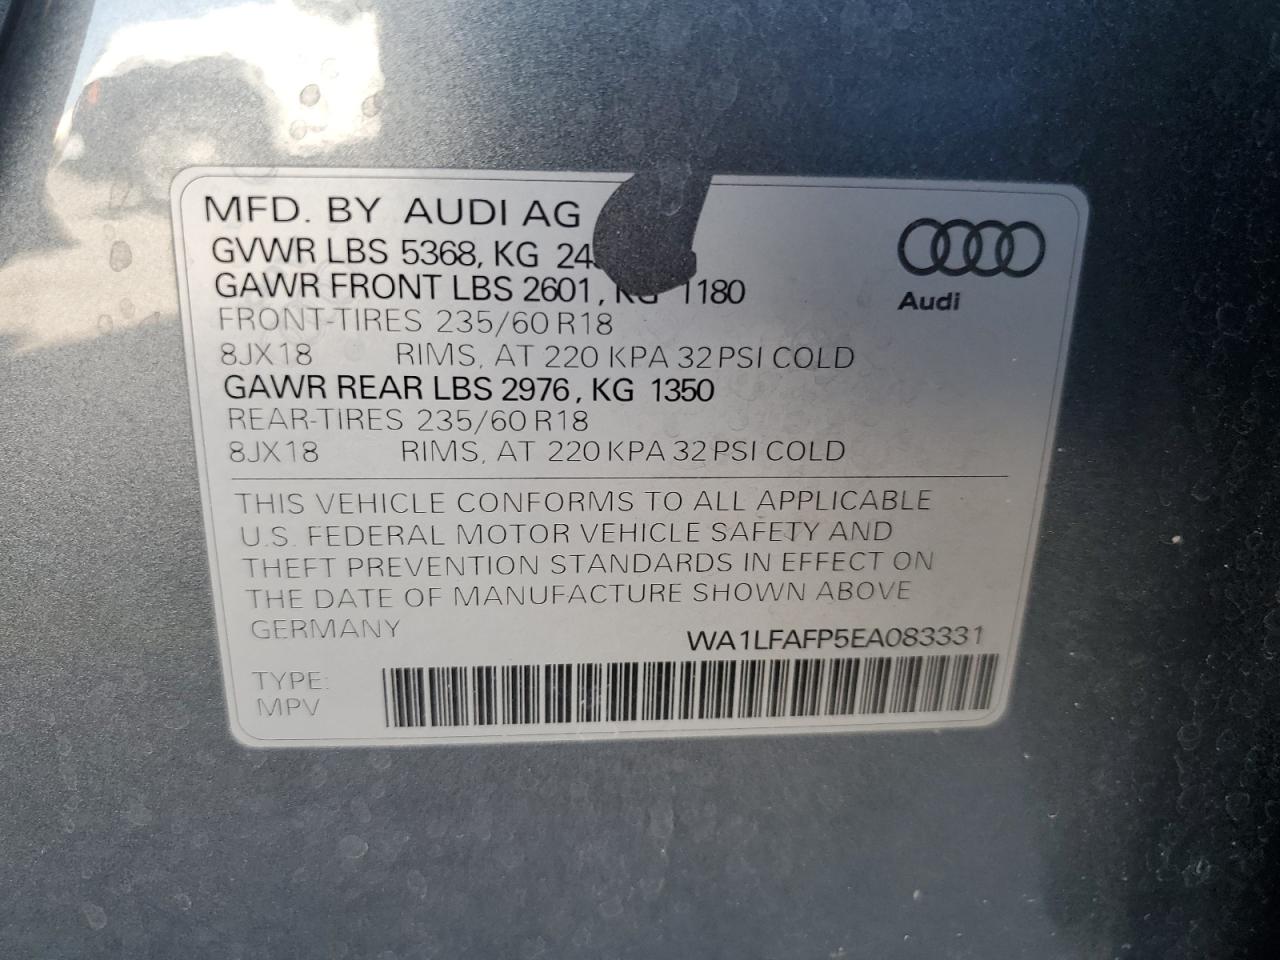 MFD. BY AUDI AG
GVWR LBS 5368, KG
GAWR FRONT LBS 2601, KG 1180
FRONT-TIRES 235/60 R18
8JX18 RIMS, AT 220 KPA 32 PSI COLD
GAWR REAR LBS 2976, KG 1350
REAR-TIRES 235/60 R18
8JX18 RIMS, AT 220 KPA 32 PSI COLD
Audi
THIS VEHICLE CONFORMS TO ALL APPLICABLE
U.S. FEDERAL MOTOR VEHICLE SAFETY AND
THEFT PREVENTION STANDARDS IN EFFECT ON
THE DATE OF MANUFACTURE SHOWN ABOVE
GERMANY
WA1LFAFP5EA083331
TYPE:
MPV